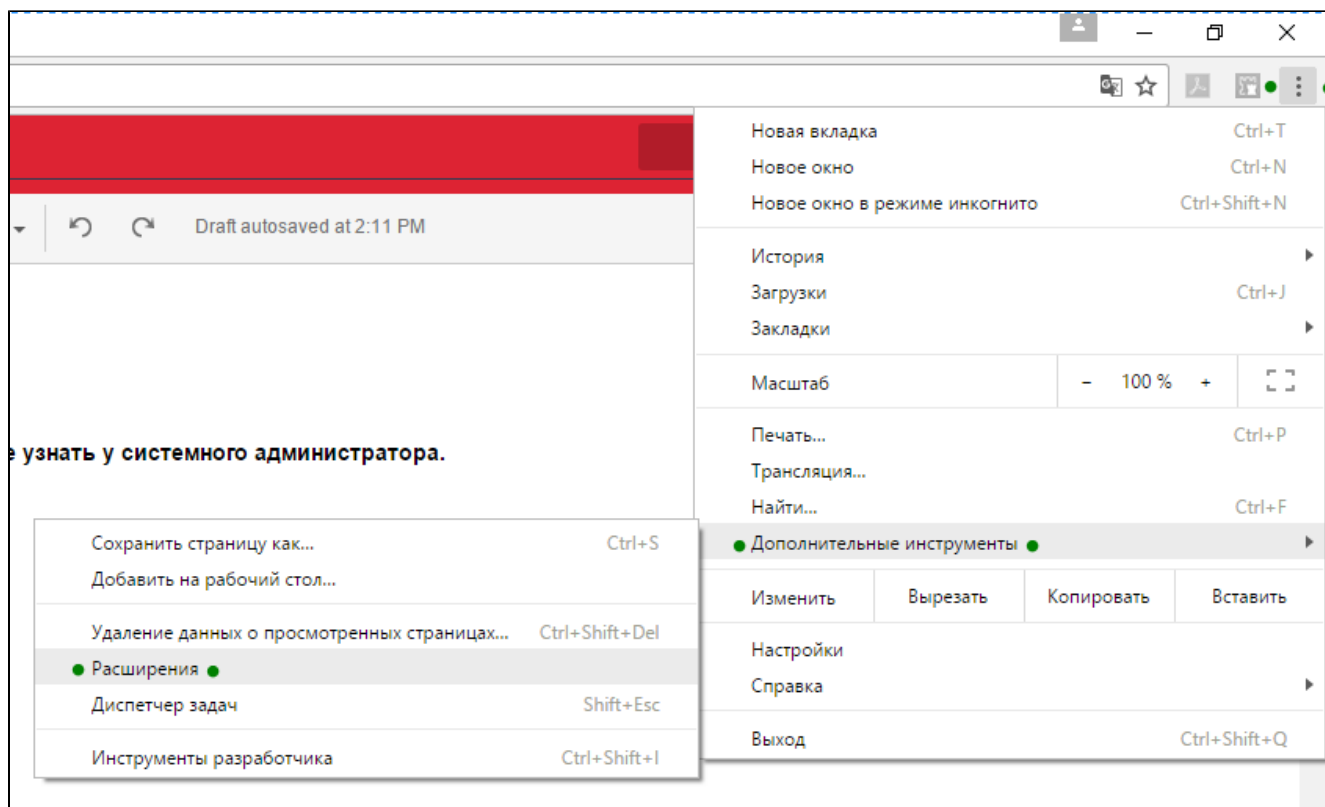 Новая вкладка Ctrl+T
Новое окно Ctrl+N
Новое окно в режиме инкогнито Ctrl+Shift+N
Draft autosaved at 2:11 PM
История
Загрузки Ctrl+J
Закладки
Масштаб - 100 % +
Печать... Ctrl+P
узнать у системного администратора.
Трансляция...
Найти... Ctrl+F
Дополнительные инструменты
Изменить Вырезать Копировать Вставить
Настройки
Справка
Выход Ctrl+Shift+Q
Сохранить страницу как... Ctrl+S
Добавить на рабочий стол...
Удаление данных о просмотренных страницах... Ctrl+Shift+Del
Расширения
Диспетчер задач Shift+Esc
Инструменты разработчика Ctrl+Shift+I